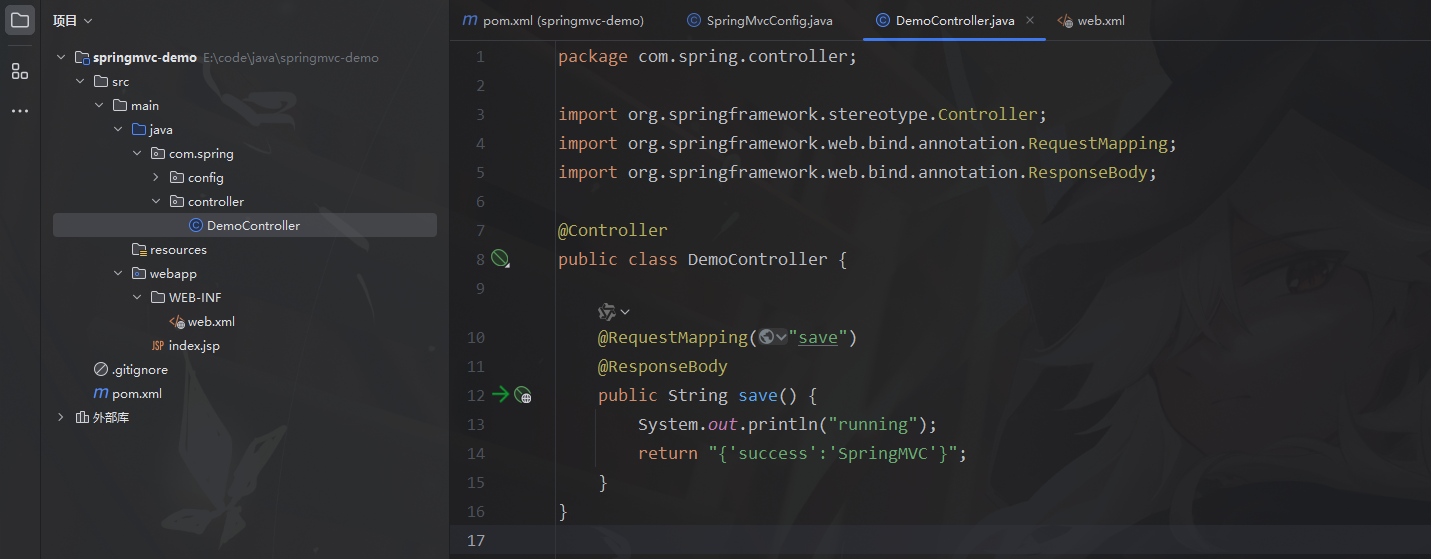 项目
springmvc-demo E:\code\java\springmvc-demo
src
main
java
com.spring
config
controller
DemoController
resources
webapp
WEB-INF
web.xml
JSP index.jsp
.gitignore
m pom.xml
外部库
m pom.xml (springmvc-demo) © SpringMvcConfig.java © DemoController.java × web.xml
1 package com.spring.controller;
2
3 import org.springframework.stereotype.Controller;
4 import org.springframework.web.bind.annotation.RequestMapping;
5 import org.springframework.web.bind.annotation.ResponseBody;
6
7 @Controller
8 public class DemoController {
9
10 @RequestMapping("save")
11 @ResponseBody
12 public String save() {
13 System.out.println("running");
14 return "{'success':'SpringMVC'}";
15 }
16 }
17